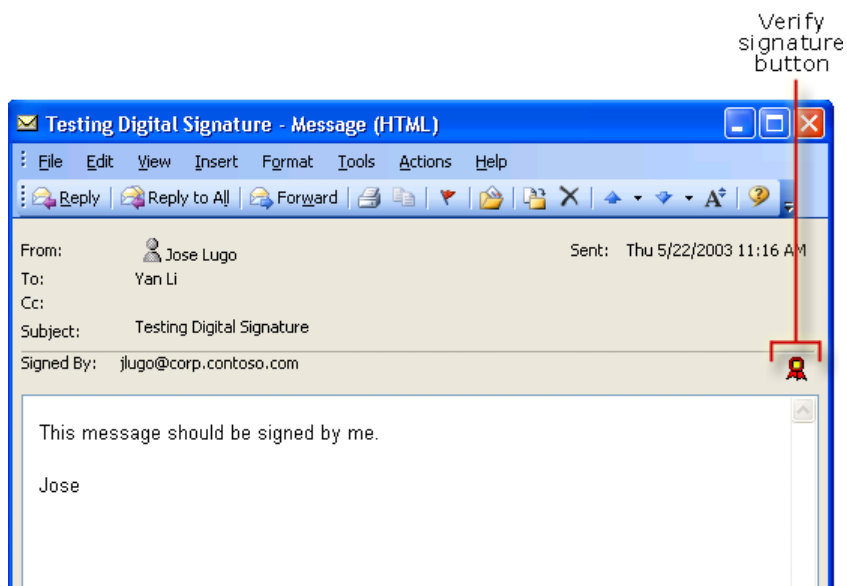 Verify
signature
button
Testing Digital Signature - Message (HTML)
File Edit View Insert Format Tools Actions Help
Reply Reply to All Forward A
From: Jose Lugo Sent: Thu 5/22/2003 11:16 AM
To: Yan Li
Cc:
Subject: Testing Digital Signature
Signed By: jlugo@corp.contoso.com
This message should be signed by me.
Jose